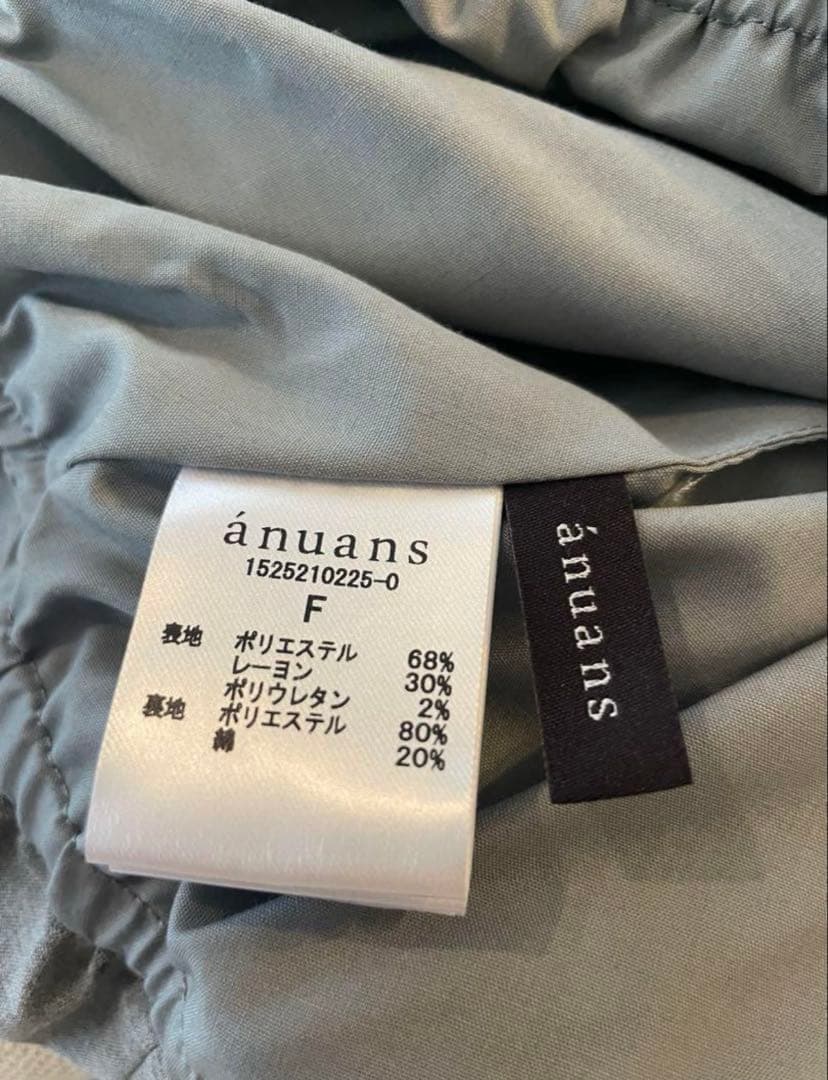 ánuans
1525210225-0
F
表地 ポリエステル 68%
レーヨン 30%
ポリウレタン 2%
裏地 ポリエステル 80%
綿 20%
ánuans